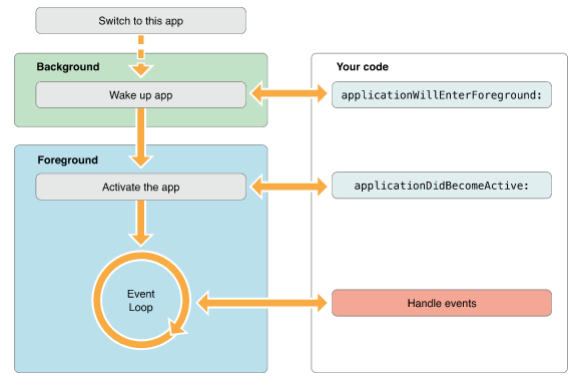 Switch to this app
Background
Your code
Wake up app
applicationWillEnterForeground:
Foreground
Activate the app
applicationDidBecomeActive:
Event
Loop
Handle events